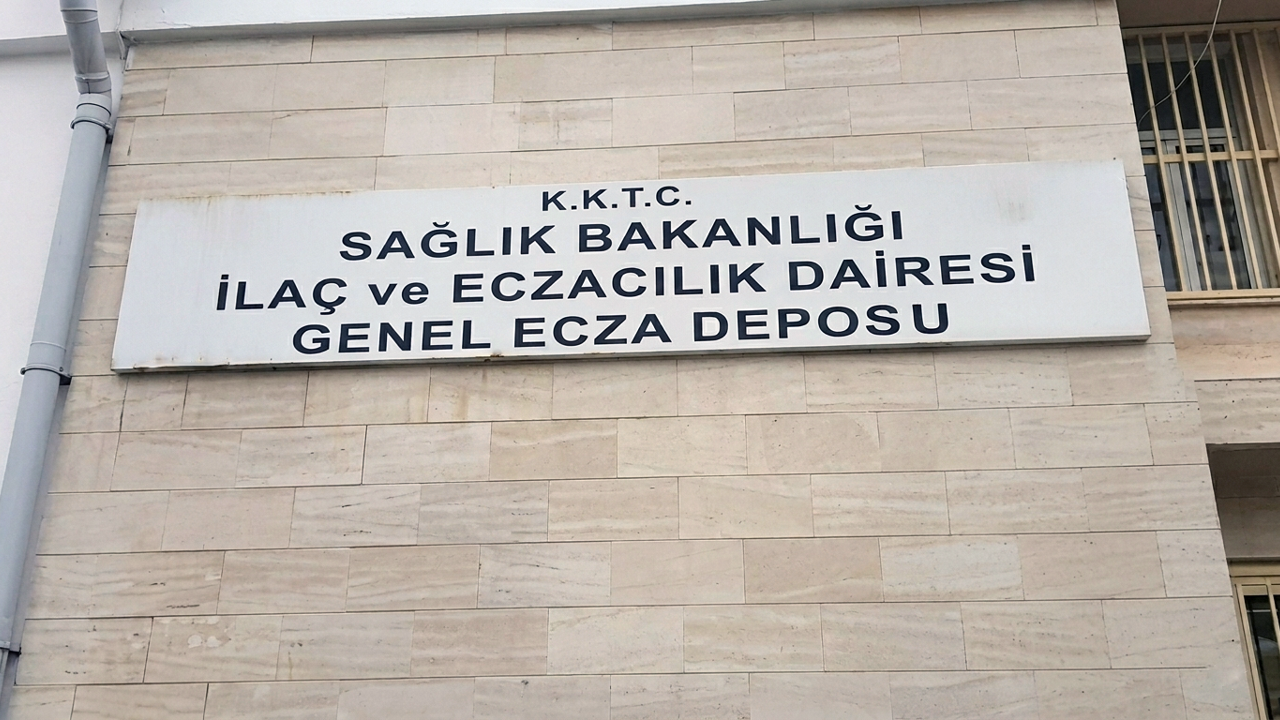 K.K.T.C.
SAĞLIK BAKANLIĞI
İLAÇ ve ECZACILIK DAİRESİ
GENEL ECZA DEPOSU